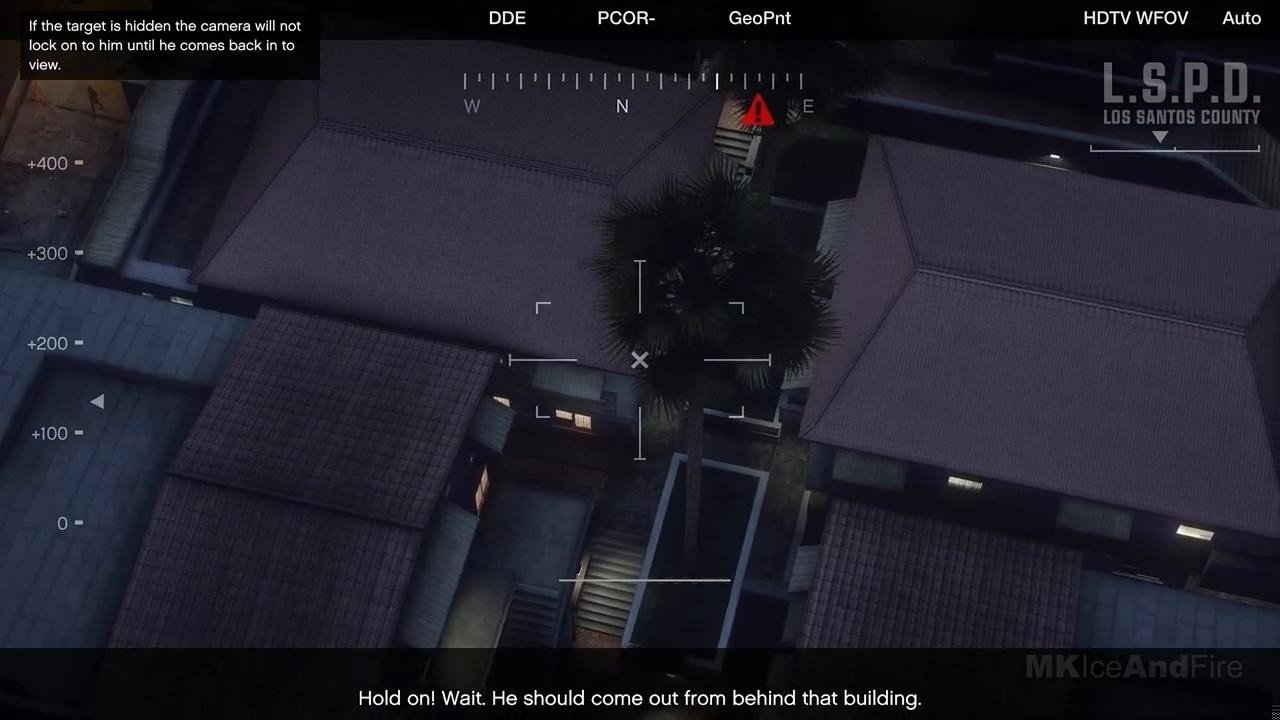 If the target is hidden the camera will not
lock on to him until he comes back in to
view.
DDE PCOR- GeoPnt HDTV WFOV Auto
W N E
L.S.P.D.
LOS SANTOS COUNTY
+400
+300
+200
+100
0
MKIceAndFire
Hold on! Wait. He should come out from behind that building.